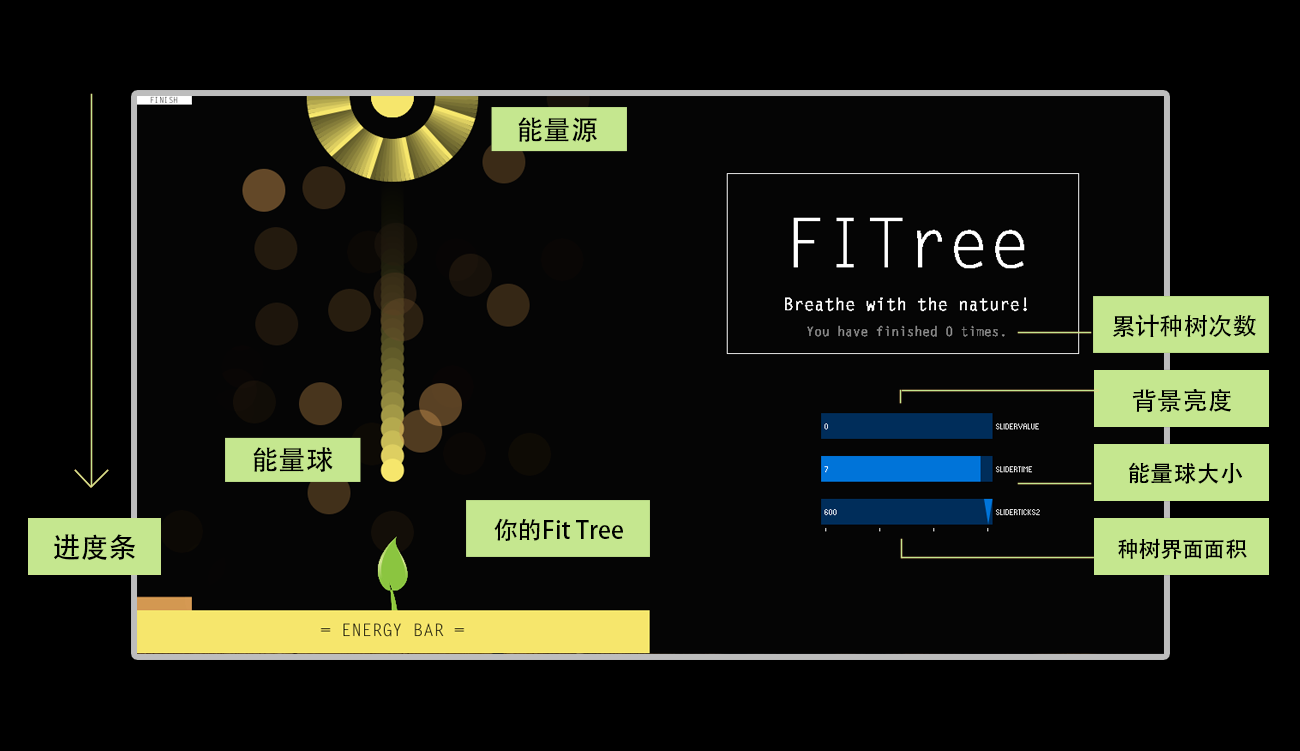 FINISH
能量源
FITree
Breathe with the nature!
You have finished 0 times.
累计种树次数
背景亮度
0 SLIDERVALUE
能量球
7 SLIDERTIME
能量球大小
你的Fit Tree
600 SLIDERTICKS2
进度条
种树界面面积
= ENERGY BAR =